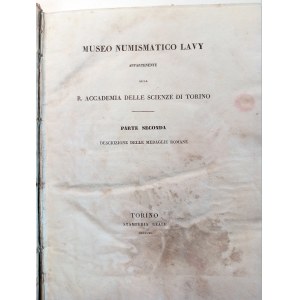 MUSEO NUMISMATICO LAVY
APPARTENENTE
ALLA
R. ACCADEMIA DELLE SCIENZE DI TORINO
PARTE SECONDA
DESCRIZIONE DELLE MEDAGLIE ROMANE
TORINO
STAMPERIA REALE